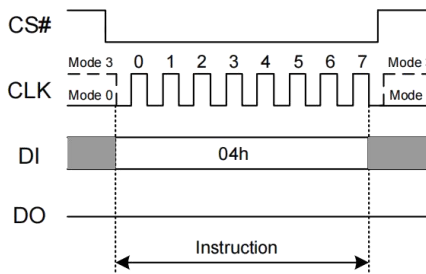 CS#
Mode 3 0 1 2 3 4 5 6 7 Mode 3
CLK
Mode 0 Mode
DI 04h
DO
Instruction